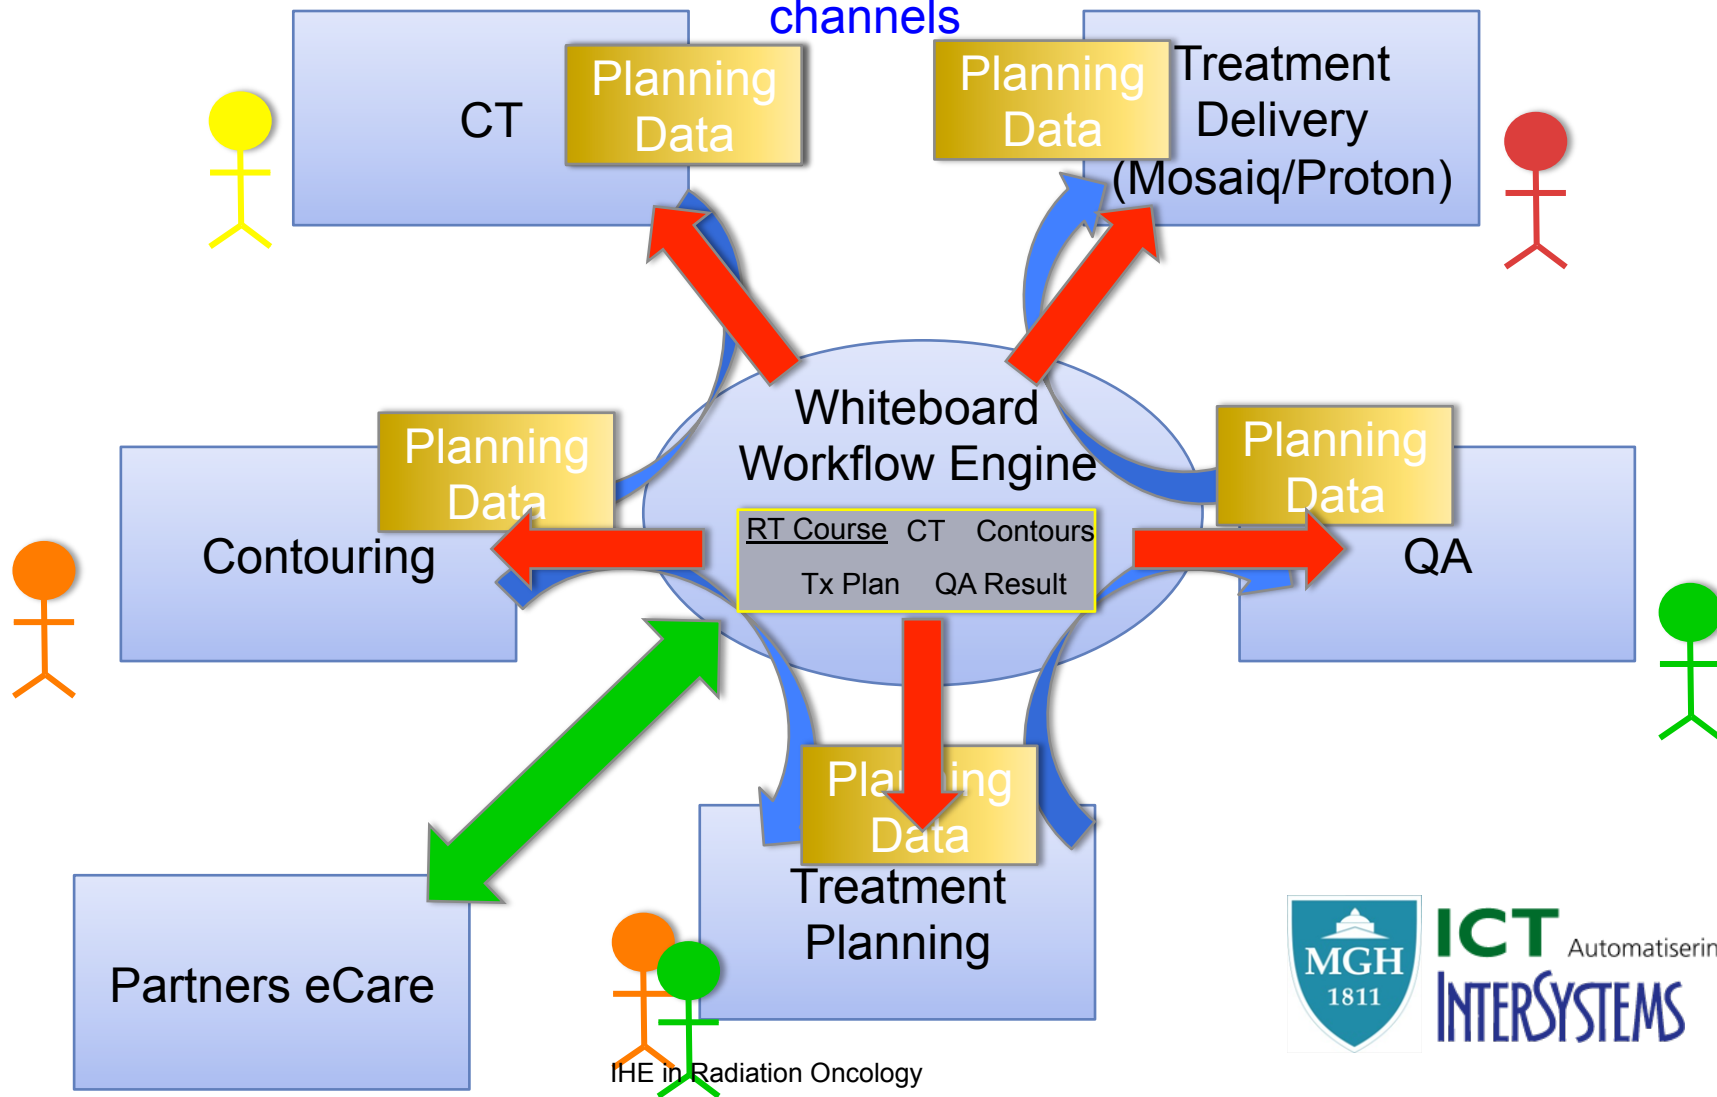 channels
CT
Planning
Data
Planning
Data
Treatment
Delivery
(Mosaiq/Proton)
Whiteboard
Workflow Engine
RT Course CT Contours
Tx Plan QA Result
Planning
Data
Contouring
Planning
Data
QA
Planning
Data
Treatment
Planning
Partners eCare
MGH
1811
ICT Automatiserin
INTERSYSTEMS
IHE in Radiation Oncology